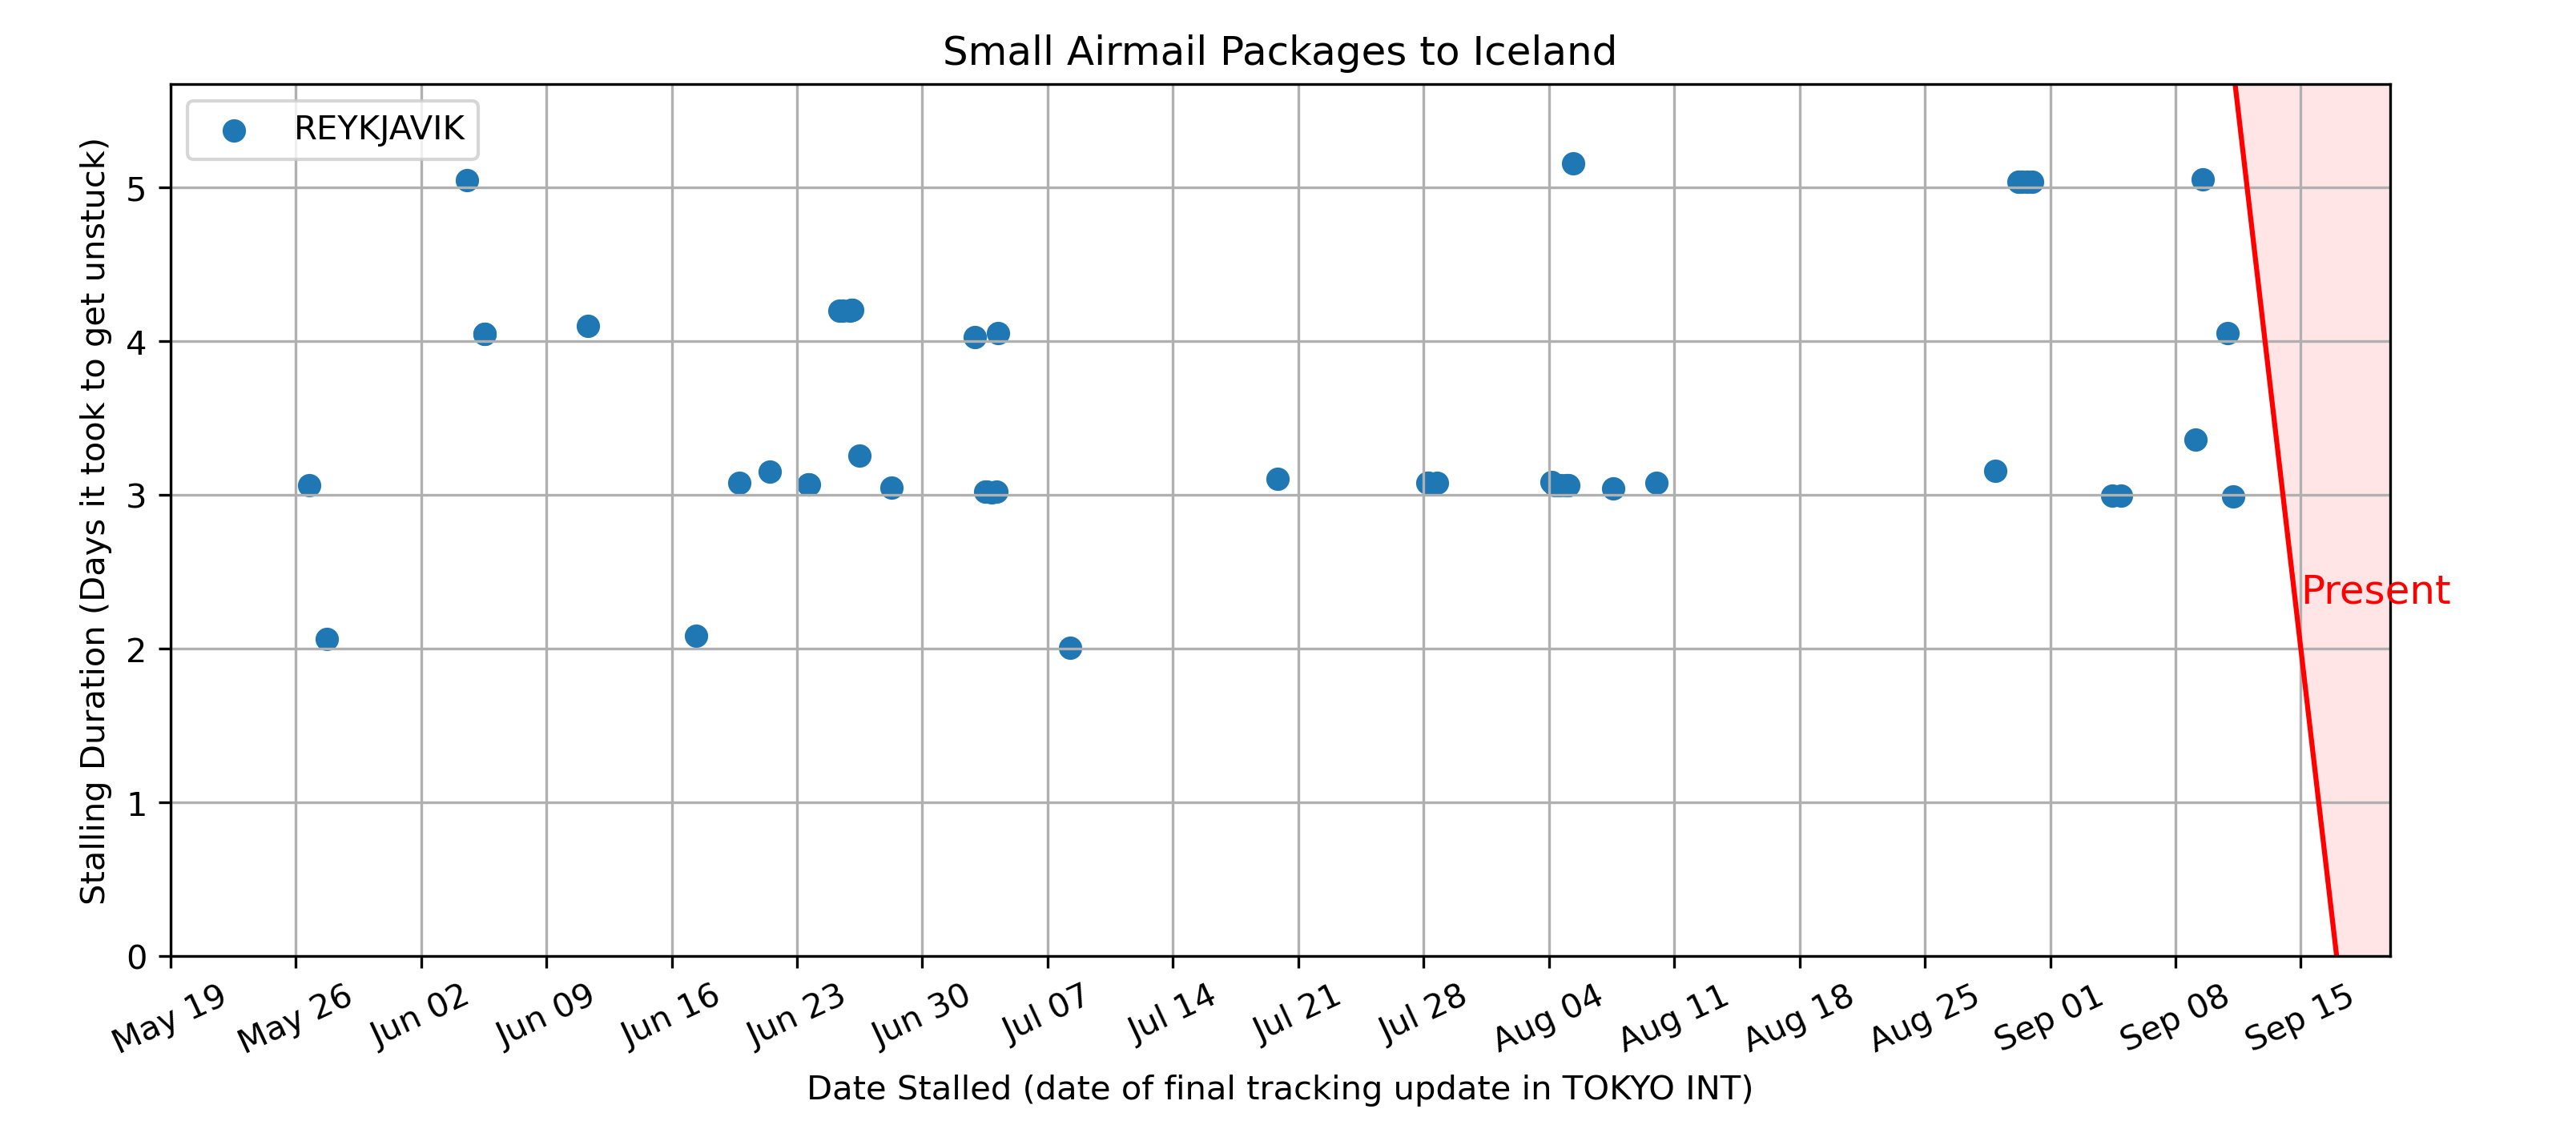 Small Airmail Packages to Iceland
REYKJAVIK
Stalling Duration (Days it took to get unstuck)
5
4
3
2
1
0
Present
May 19
May 26
Jun 02
Jun 09
Jun 16
Jun 23
Jun 30
Jul 07
Jul 14
Jul 21
Jul 28
Aug 04
Aug 11
Aug 18
Aug 25
Sep 01
Sep 08
Sep 15
Date Stalled (date of final tracking update in TOKYO INT)